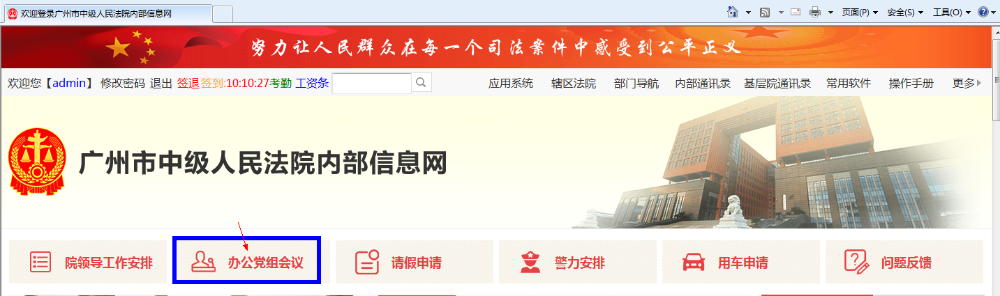 欢迎登录广州市中级人民法院内部信息网
页面(P) 安全(S) 工具(O)
努力让人民群众在每一个司法案件中感受到公平正义
欢迎您【admin】 修改密码 退出 签退签到:10:10:27考勤 工资条 应用系统 辖区法院 部门导航 内部通讯录 基层院通讯录 常用软件 操作手册 更多
广州市中级人民法院内部信息网
院领导工作安排 办公党组会议 请假申请 警力安排 用车申请 问题反馈